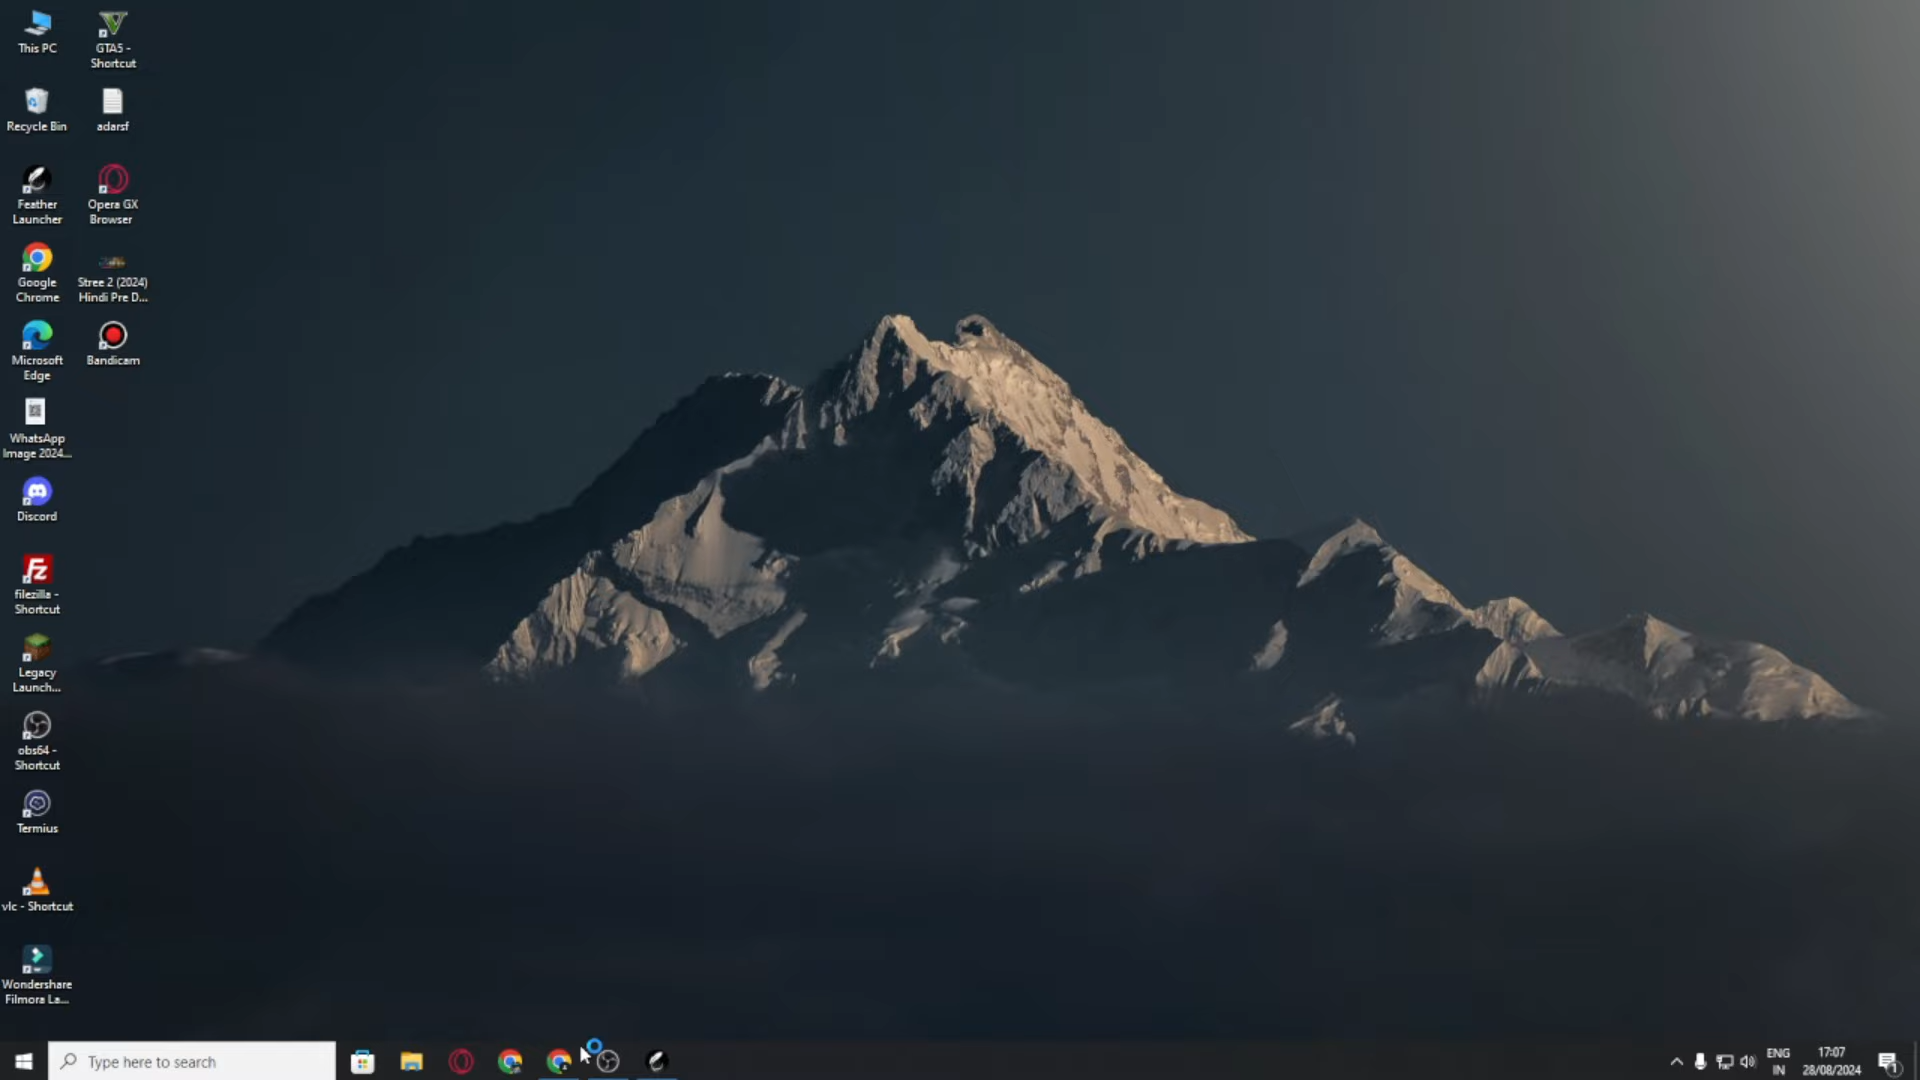 This PC
GTA5 -
Shortcut
Recycle Bin
adarsf
Feather
Launcher
Opera GX
Browser
Google
Chrome
Stree 2 (2024)
Hindi Pre D...
Microsoft
Edge
Bandicam
WhatsApp
Image 2024...
Discord
filezilla -
Shortcut
Legacy
Launch...
obs64 -
Shortcut
Termius
vlc - Shortcut
Wondershare
Filmora La...
Type here to search
ENG
IN
17:07
28/08/2024
1